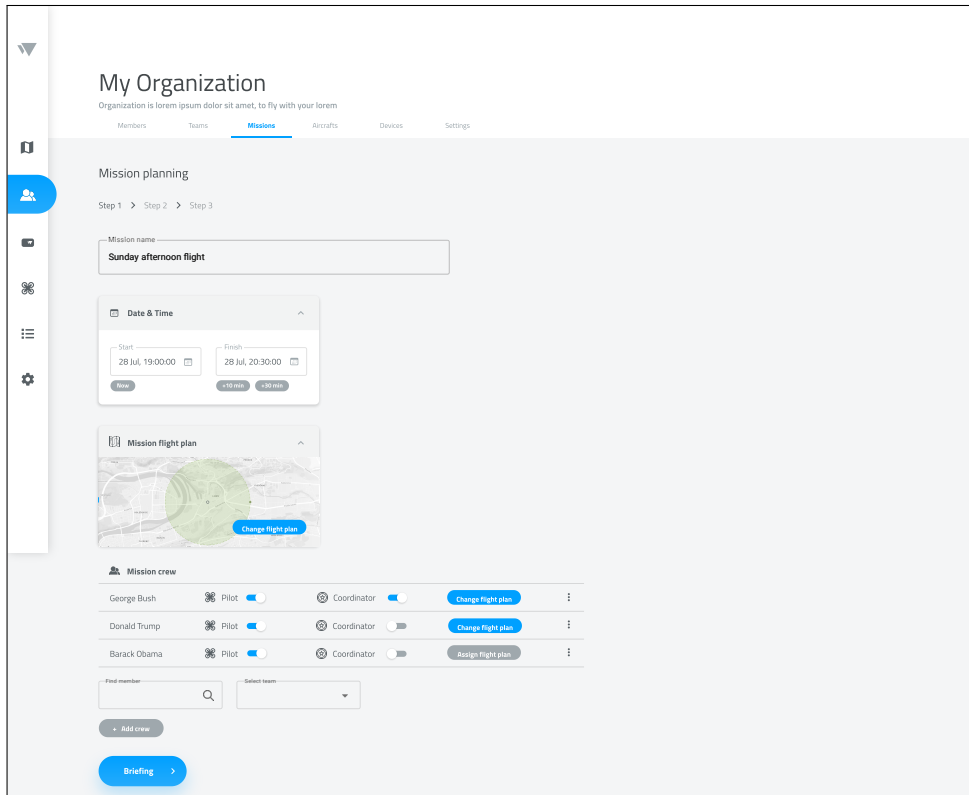 My Organization
Organization is lorem ipsum dolor sit amet, to fly with your lorem
Members Teams Missions Aircrafts Devices Settings
Mission planning
Step 1 > Step 2 > Step 3
Mission name
Sunday afternoon flight
Date & Time
Start Finish
28 Jul, 19:00:00 28 Jul, 20:30:00
Now +10 min +30 min
Mission flight plan
Change flight plan
Mission crew
George Bush Pilot Coordinator Change flight plan
Donald Trump Pilot Coordinator Change flight plan
Barack Obama Pilot Coordinator Assign flight plan
Find member Select team
+ Add crew
Briefing >